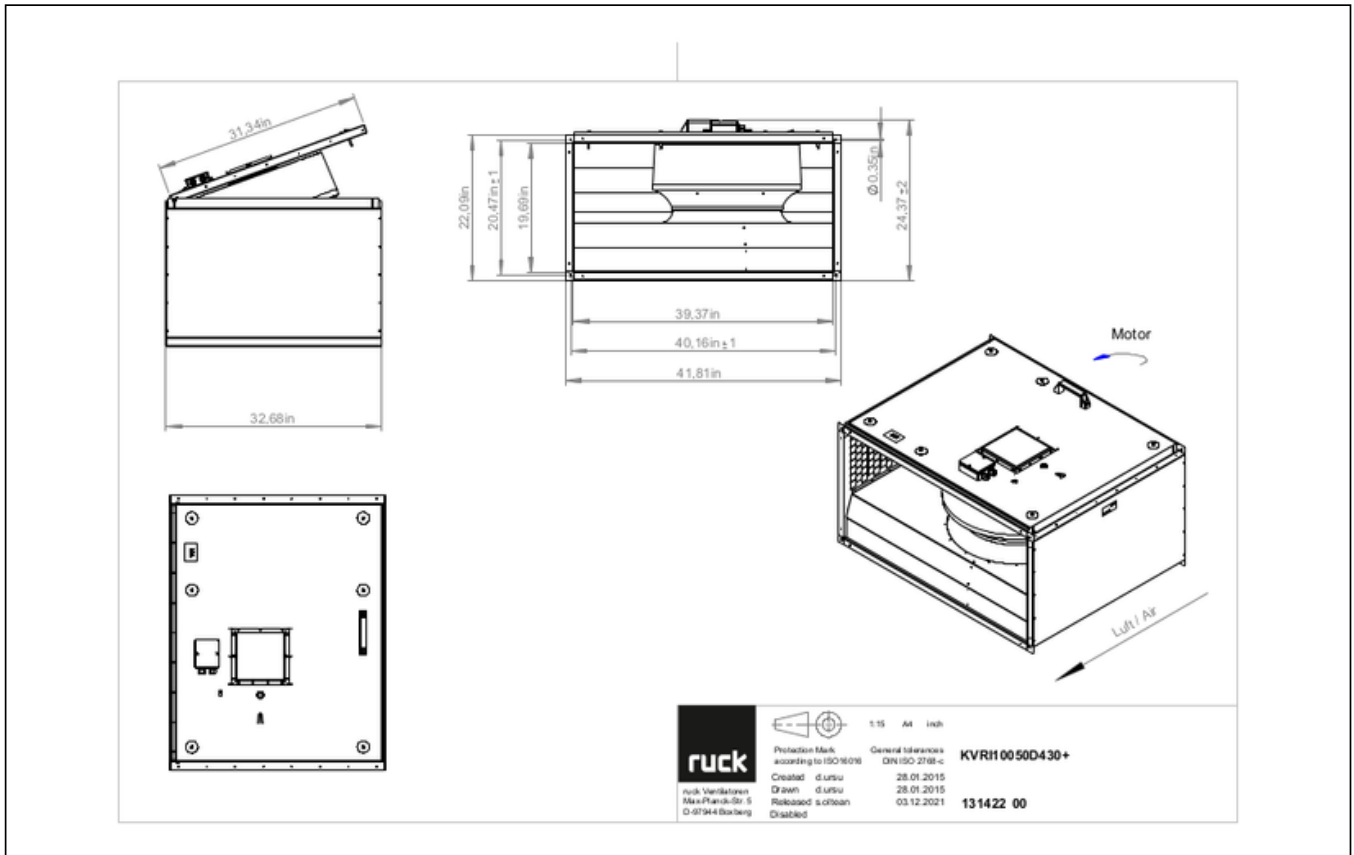 31,34in
32,68in
22,09in
20,47in±1
19,69in
Ø0,35in
24,37±2
39,37in
40,16in±1
41,81in
Motor
Luft / Air
ruck
ruck Ventilatoren
Max-Planck-Str. 5
D-97944 Boxberg
1:15 A4 inch
Protection Mark
according to ISO16016
General tolerances
DIN ISO 2768-c
Created d.ursu 28.01.2015
Drawn d.ursu 28.01.2015
Released s.oltean 03.12.2021
Disabled
KVRI10050D430+
131422 00